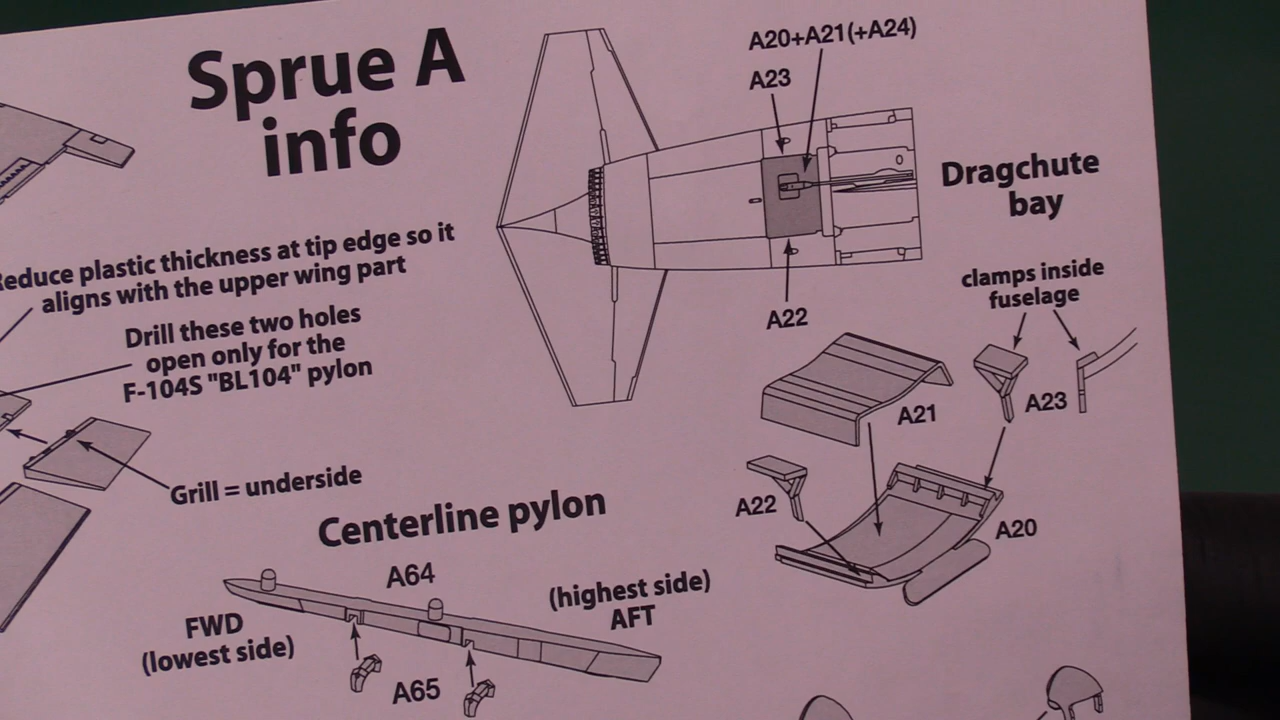 Sprue A
info
A20+A21(+A24)
A23
Dragchute
bay
A22
Reduce plastic thickness at tip edge so it
aligns with the upper wing part
Drill these two holes
open only for the
F-104S "BL104" pylon
clamps inside
fuselage
A21
A23
A22
A20
Grill = underside
Centerline pylon
A64
(highest side)
AFT
FWD
(lowest side)
A65